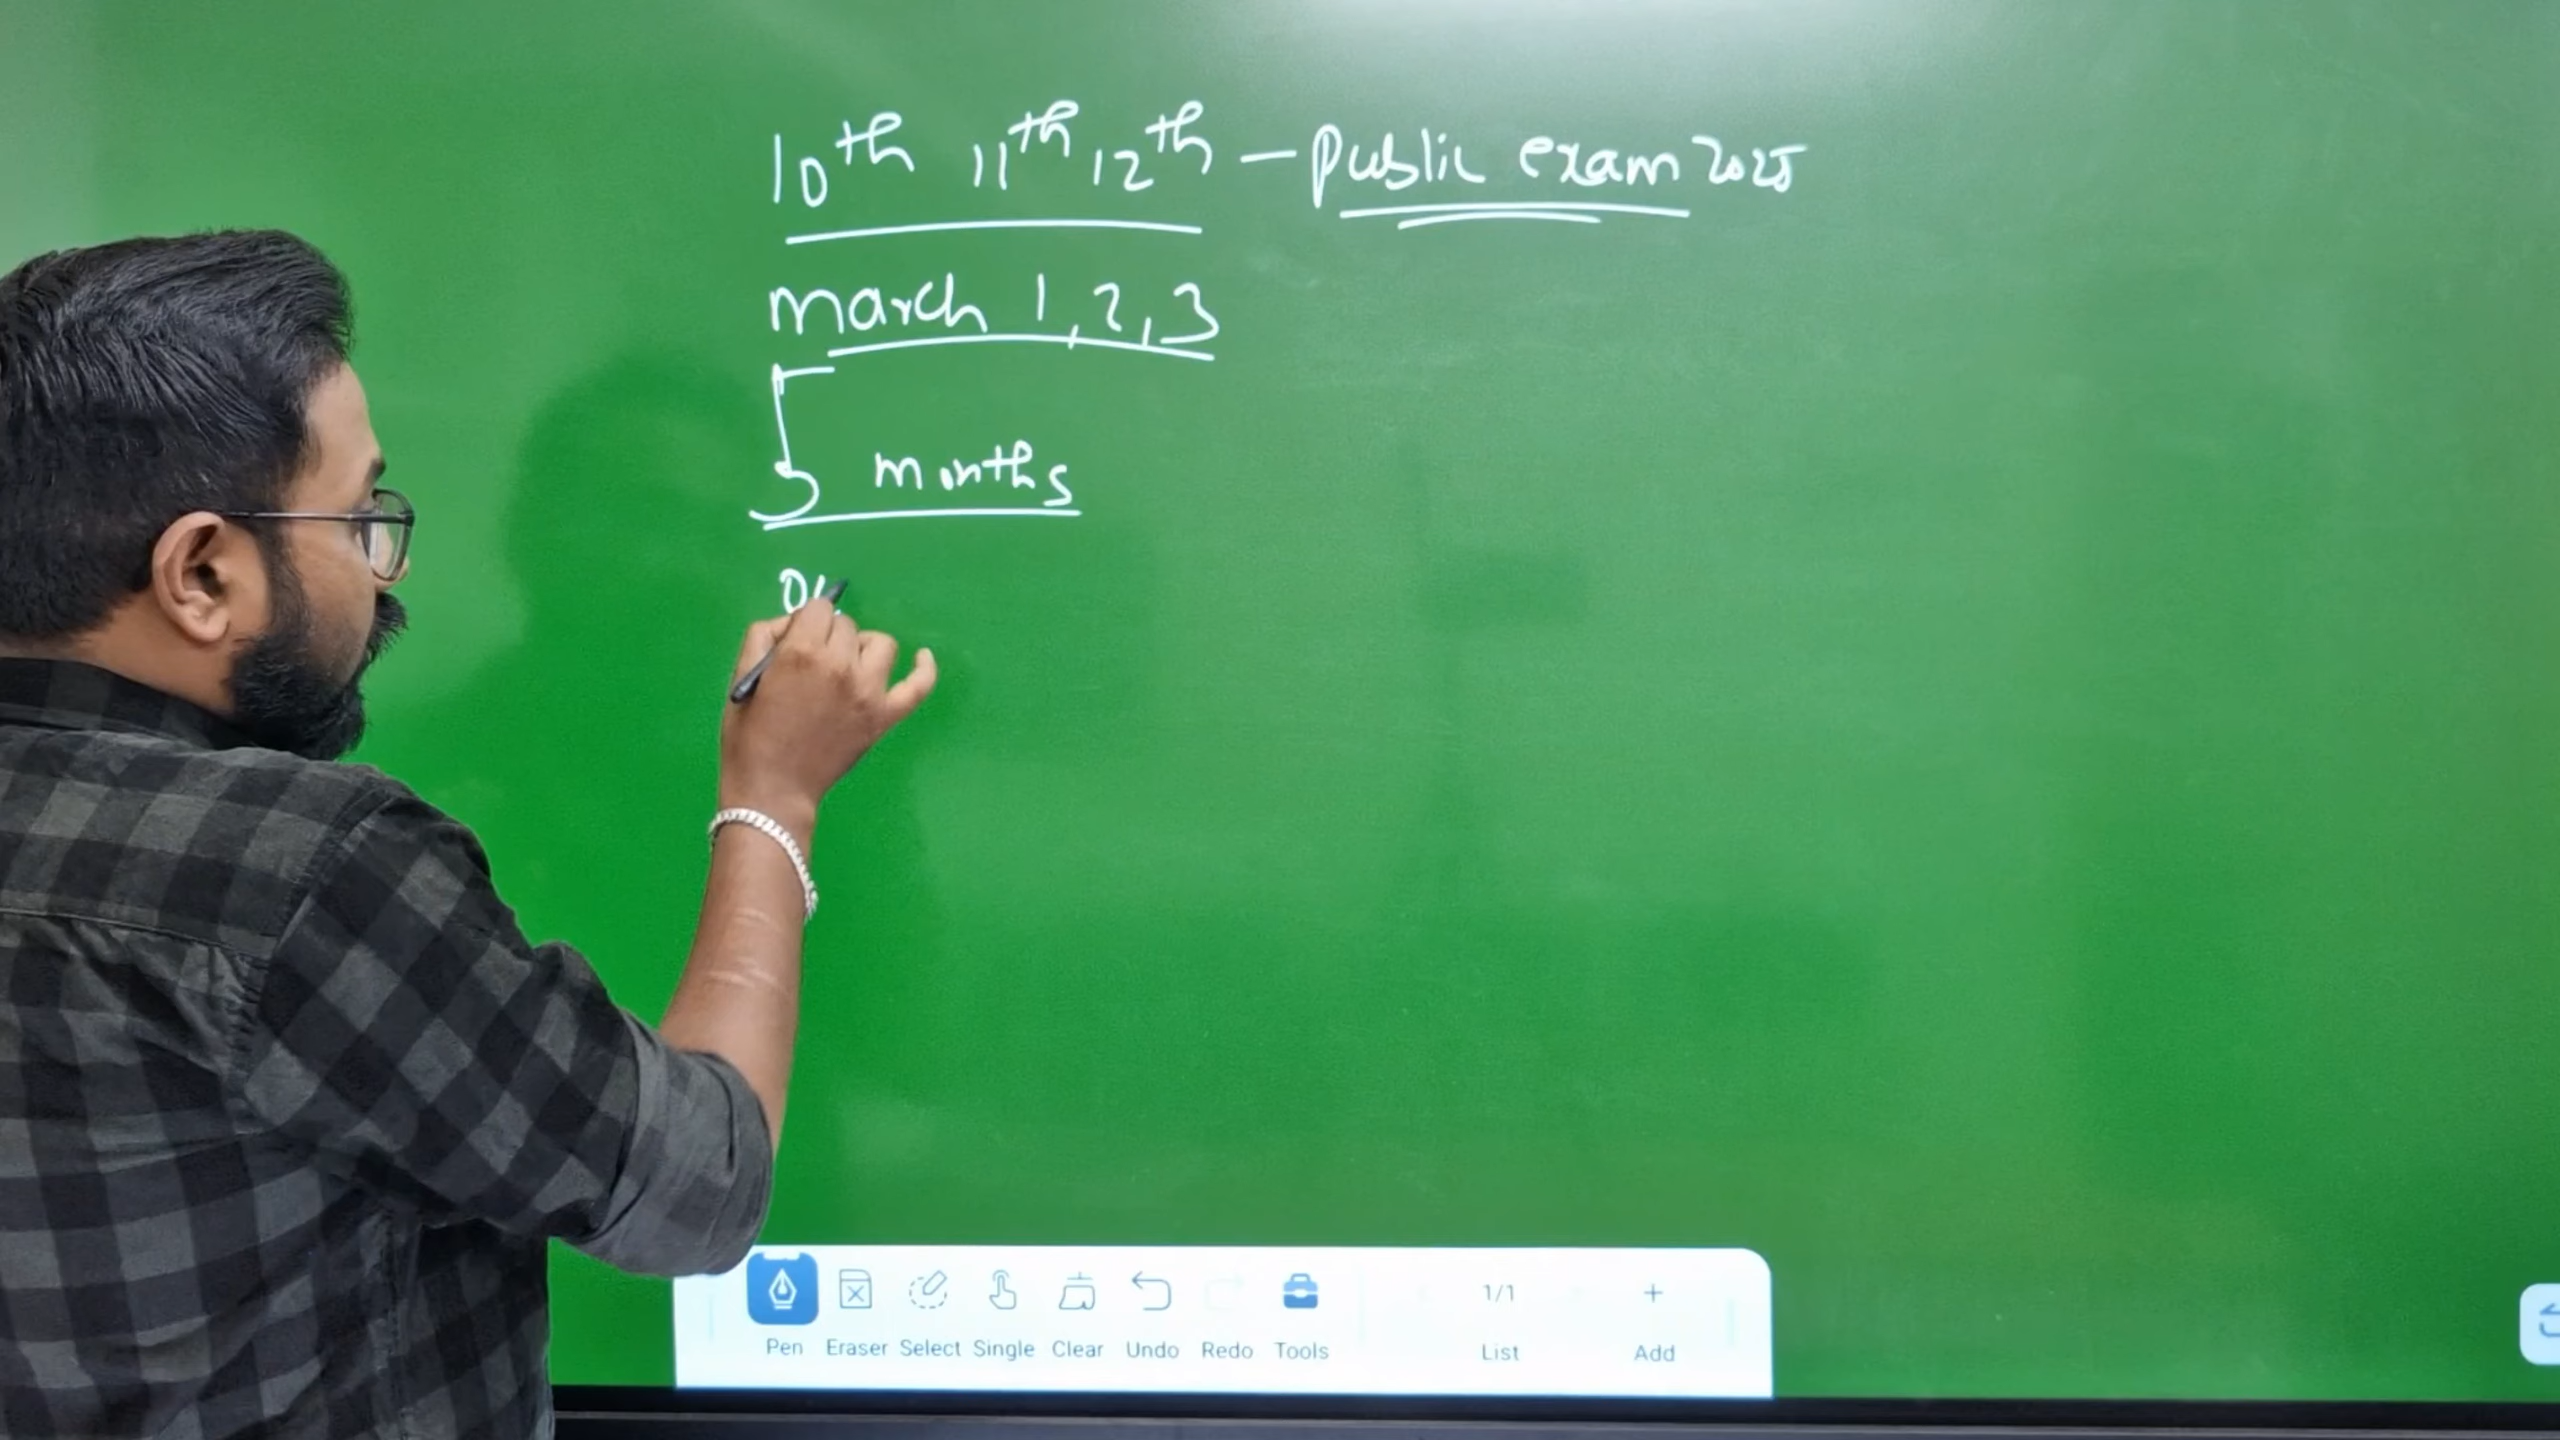 10th 11th 12th - Public exam 2025
march 1, 2, 3
5 months
Pen Eraser Select Single Clear Undo Redo Tools
1/1
List
+
Add